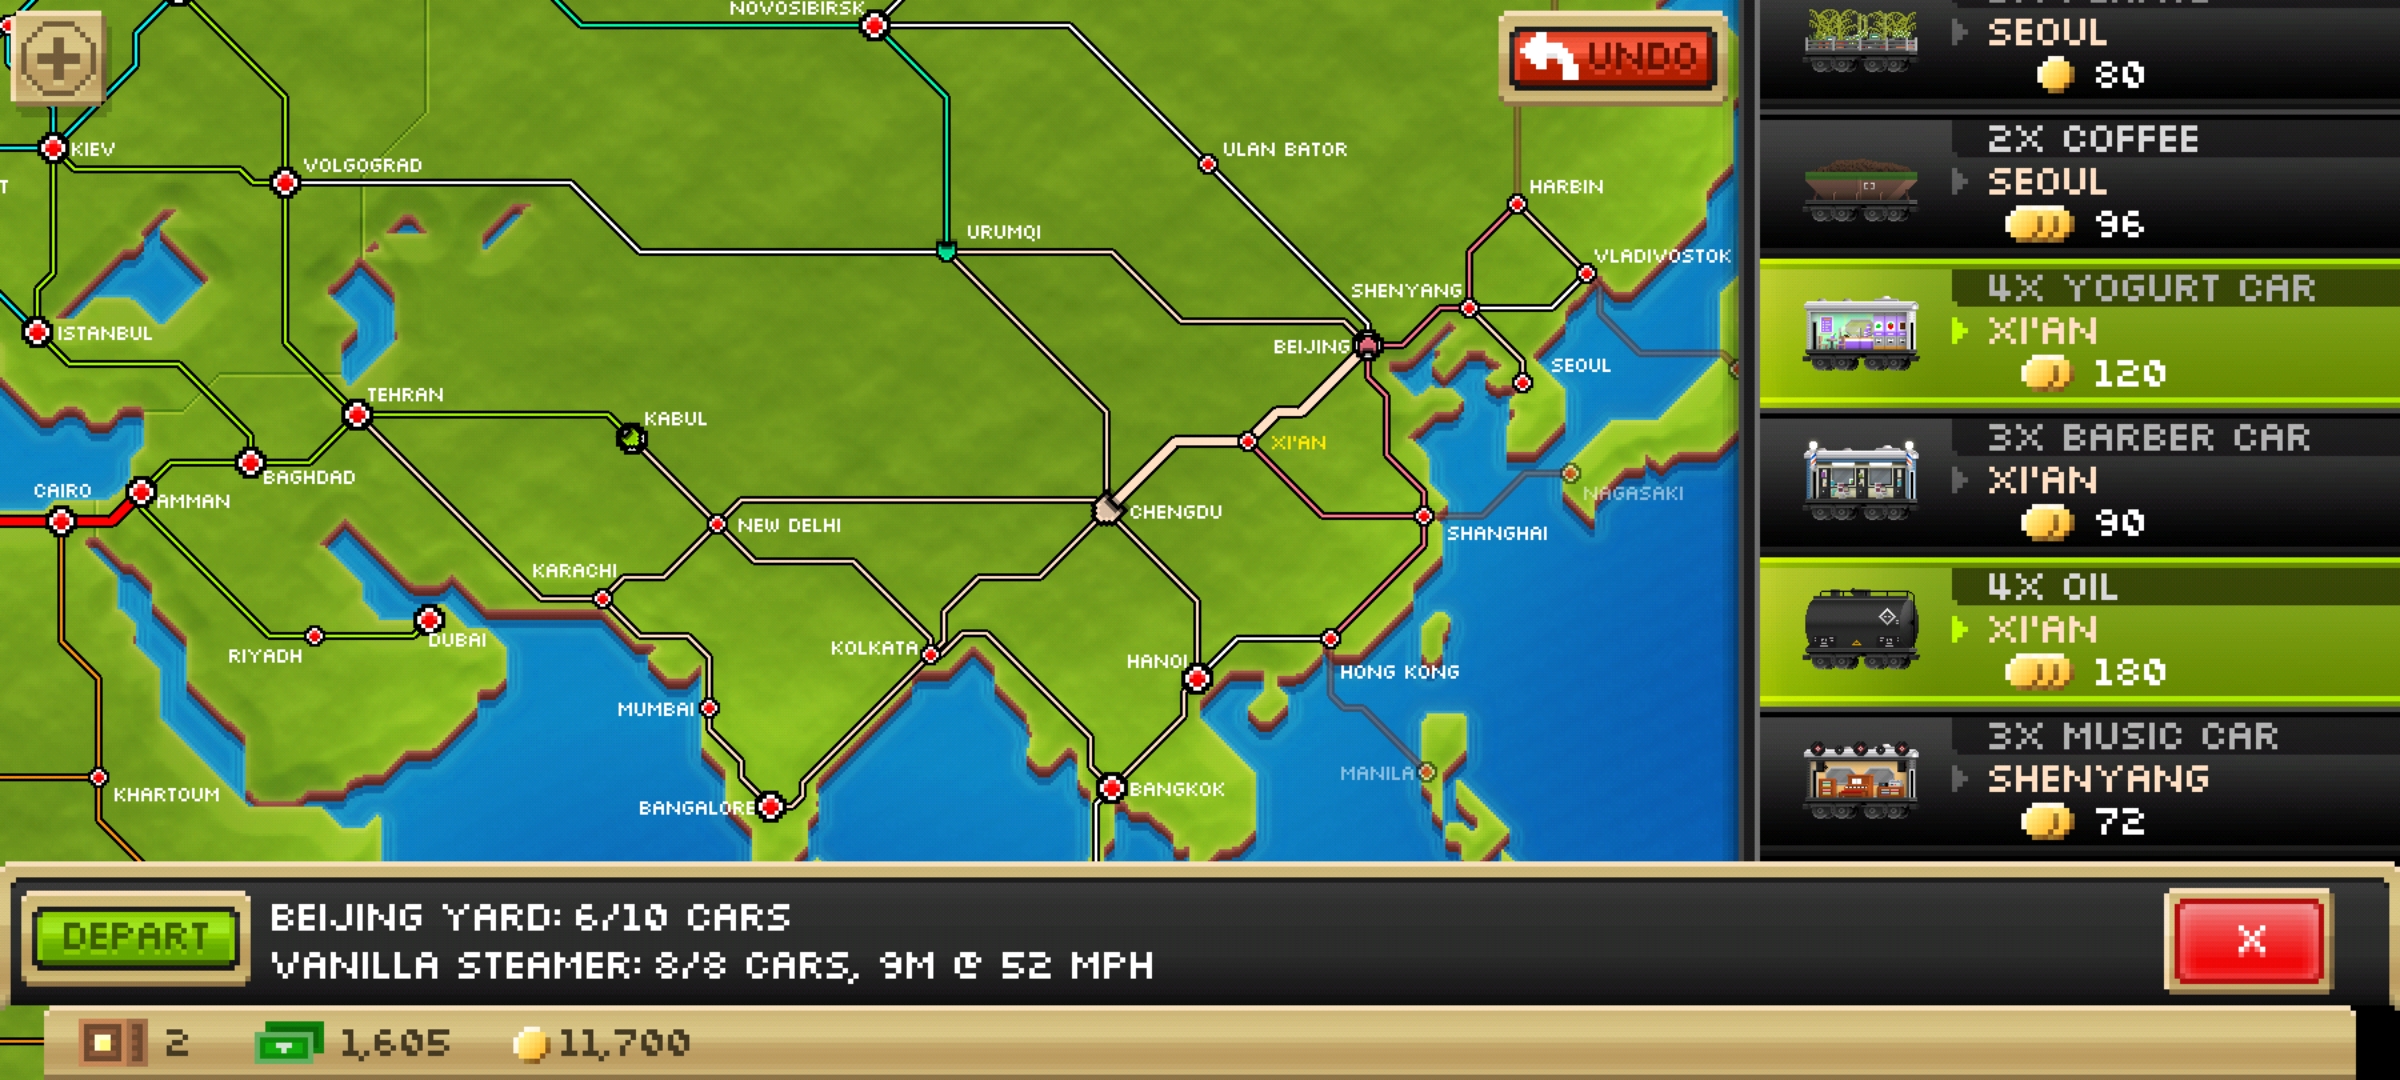 NOVOSIBIRSK
UNDO
KIEV
VOLGOGRAD
ULAN BATOR
HARBIN
URUMQI
VLADIVOSTOK
SHENYANG
ISTANBUL
BEIJING
SEOUL
TEHRAN
KABUL
XI'AN
BAGHDAD
CAIRO
AMMAN
NAGASAKI
NEW DELHI
CHENGDU
SHANGHAI
KARACHI
KOLKATA
HANOI
HONG KONG
RIYADH
DUBAI
MUMBAI
MANILA
KHARTOUM
BANGALORE
BANGKOK
SEOUL
80
2X COFFEE
SEOUL
96
4X YOGURT CAR
XI'AN
120
3X BARBER CAR
XI'AN
90
4X OIL
XI'AN
180
3X MUSIC CAR
SHENYANG
72
DEPART
BEIJING YARD: 6/10 CARS
VANILLA STEAMER: 8/8 CARS, 9M @ 52 MPH
X
2
1,605
11,700